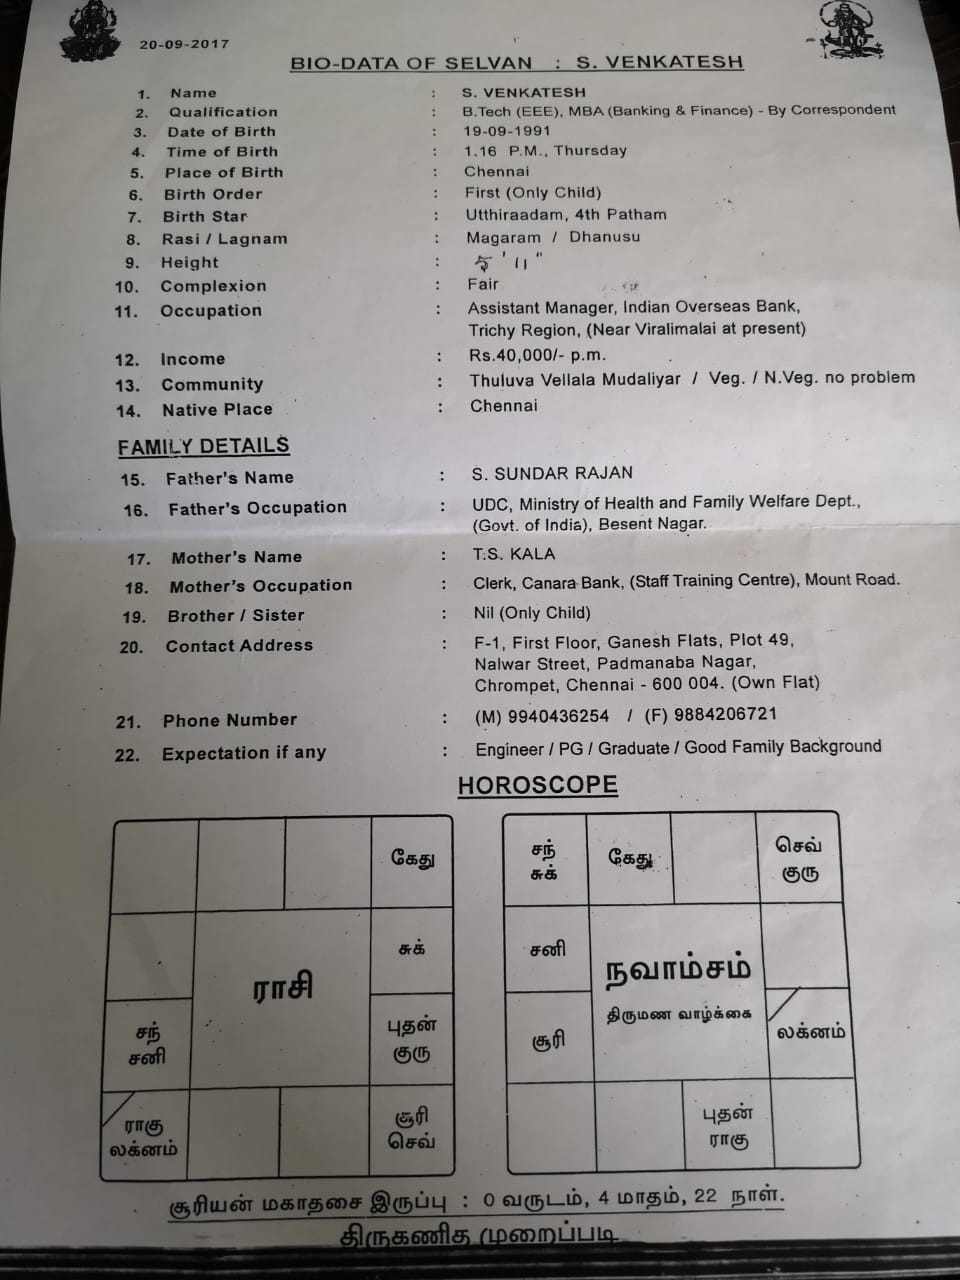 20-09-2017
BIO-DATA OF SELVAN : S. VENKATESH
1. Name : S. VENKATESH
2. Qualification : B.Tech (EEE), MBA (Banking & Finance) - By Correspondent
3. Date of Birth : 19-09-1991
4. Time of Birth : 1.16 P.M., Thursday
5. Place of Birth : Chennai
6. Birth Order : First (Only Child)
7. Birth Star : Utthiraadam, 4th Patham
8. Rasi / Lagnam : Magaram / Dhanusu
9. Height : 5' 11"
10. Complexion : Fair
11. Occupation : Assistant Manager, Indian Overseas Bank,
Trichy Region, (Near Viralimalai at present)
12. Income : Rs.40,000/- p.m.
13. Community : Thuluva Vellala Mudaliyar / Veg. / N.Veg. no problem
14. Native Place : Chennai
FAMILY DETAILS
15. Father's Name : S. SUNDAR RAJAN
16. Father's Occupation : UDC, Ministry of Health and Family Welfare Dept.,
(Govt. of India), Besent Nagar.
17. Mother's Name : T.S. KALA
18. Mother's Occupation : Clerk, Canara Bank, (Staff Training Centre), Mount Road.
19. Brother / Sister : Nil (Only Child)
20. Contact Address : F-1, First Floor, Ganesh Flats, Plot 49,
Nalwar Street, Padmanaba Nagar,
Chrompet, Chennai - 600 004. (Own Flat)
21. Phone Number : (M) 9940436254 / (F) 9884206721
22. Expectation if any : Engineer / PG / Graduate / Good Family Background
HOROSCOPE
கேது
சுக்
ராசி
சந்
சனி
புதன்
குரு
ராகு
லக்னம்
சூரி
செவ்
சந்
சுக்
கேது
செவ்
குரு
சனி
நவாம்சம்
திருமண வாழ்க்கை
சூரி
லக்னம்
புதன்
ராகு
சூரியன் மகாதசை இருப்பு : 0 வருடம், 4 மாதம், 22 நாள்.
திருகணித முறைப்படி